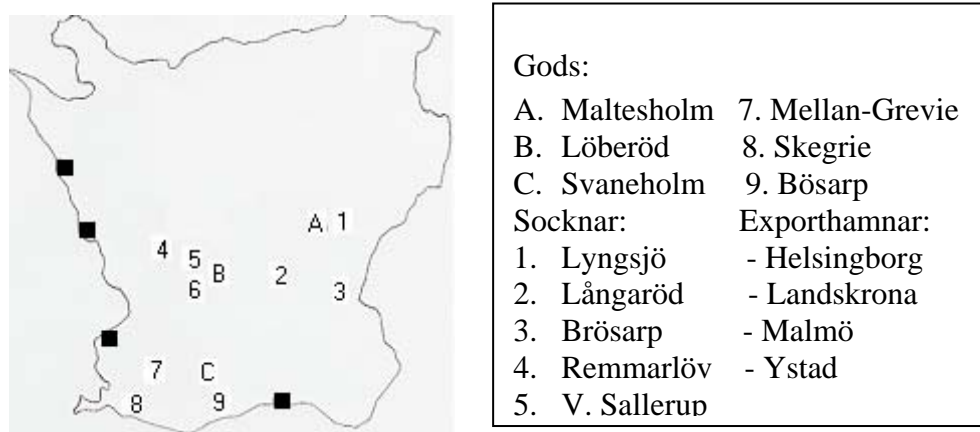 A 1
4
5
B
2
6
3
7
C
8
9
Gods:
A. Maltesholm 7. Mellan-Grevie
B. Löberöd 8. Skegrie
C. Svaneholm 9. Bösarp
Socknar: Exporthamnar:
1. Lyngsjö - Helsingborg
2. Långaröd - Landskrona
3. Brösarp - Malmö
4. Remmarlöv - Ystad
5. V. Sallerup